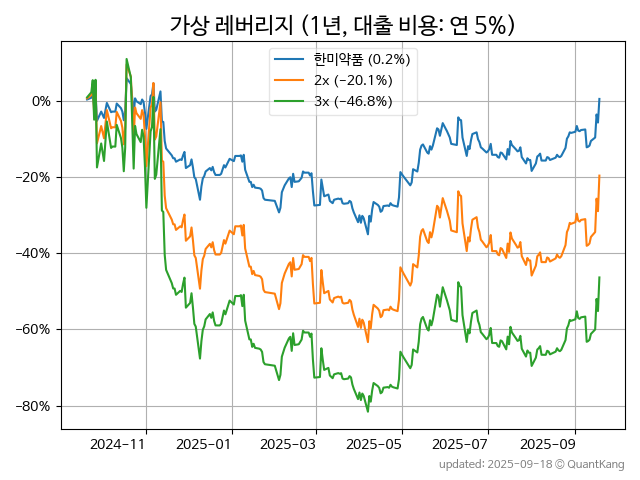 가상 레버리지 (1년, 대출 비용: 연 5%)
한미약품 (0.2%)
2x (−20.1%)
3x (−46.8%)
0%
−20%
−40%
−60%
−80%
2024−11 2025−01 2025−03 2025−05 2025−07 2025−09
updated: 2025-09-18 © QuantKang